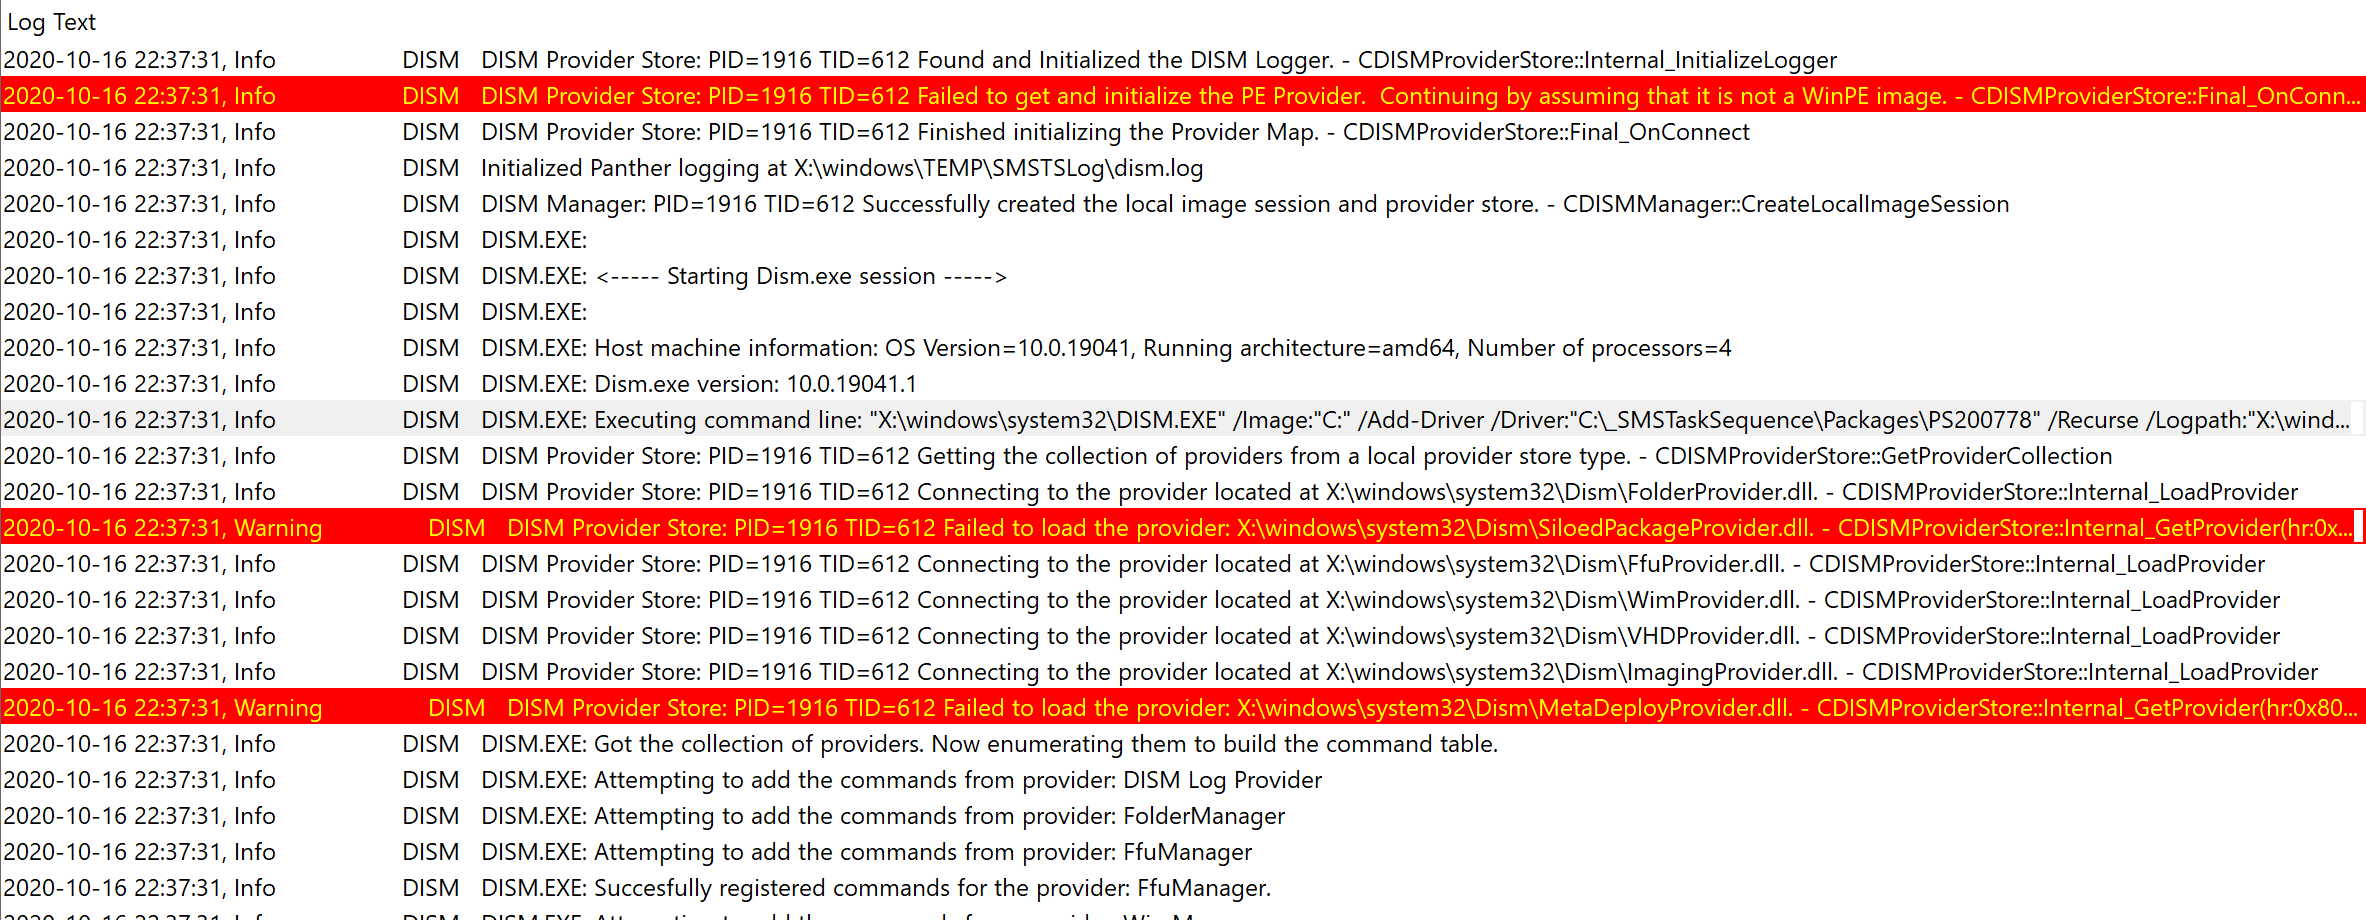 Log Text
2020-10-16 22:37:31, Info DISM DISM Provider Store: PID=1916 TID=612 Found and Initialized the DISM Logger. - CDISMProviderStore::Internal_InitializeLogger
2020-10-16 22:37:31, Info DISM DISM Provider Store: PID=1916 TID=612 Failed to get and initialize the PE Provider.  Continuing by assuming that it is not a WinPE image. - CDISMProviderStore::Final_OnConn...
2020-10-16 22:37:31, Info DISM DISM Provider Store: PID=1916 TID=612 Finished initializing the Provider Map. - CDISMProviderStore::Final_OnConnect
2020-10-16 22:37:31, Info DISM Initialized Panther logging at X:\windows\TEMP\SMSTSLog\dism.log
2020-10-16 22:37:31, Info DISM DISM Manager: PID=1916 TID=612 Successfully created the local image session and provider store. - CDISMManager::CreateLocalImageSession
2020-10-16 22:37:31, Info DISM DISM.EXE:
2020-10-16 22:37:31, Info DISM DISM.EXE: <----- Starting Dism.exe session ----->
2020-10-16 22:37:31, Info DISM DISM.EXE:
2020-10-16 22:37:31, Info DISM DISM.EXE: Host machine information: OS Version=10.0.19041, Running architecture=amd64, Number of processors=4
2020-10-16 22:37:31, Info DISM DISM.EXE: Dism.exe version: 10.0.19041.1
2020-10-16 22:37:31, Info DISM DISM.EXE: Executing command line: "X:\windows\system32\DISM.EXE" /Image:"C:" /Add-Driver /Driver:"C:\_SMSTaskSequence\Packages\PS200778" /Recurse /Logpath:"X:\wind...
2020-10-16 22:37:31, Info DISM DISM Provider Store: PID=1916 TID=612 Getting the collection of providers from a local provider store type. - CDISMProviderStore::GetProviderCollection
2020-10-16 22:37:31, Info DISM DISM Provider Store: PID=1916 TID=612 Connecting to the provider located at X:\windows\system32\Dism\FolderProvider.dll. - CDISMProviderStore::Internal_LoadProvider
2020-10-16 22:37:31, Warning DISM DISM Provider Store: PID=1916 TID=612 Failed to load the provider: X:\windows\system32\Dism\SiloedPackageProvider.dll. - CDISMProviderStore::Internal_GetProvider(hr:0x...
2020-10-16 22:37:31, Info DISM DISM Provider Store: PID=1916 TID=612 Connecting to the provider located at X:\windows\system32\Dism\FfuProvider.dll. - CDISMProviderStore::Internal_LoadProvider
2020-10-16 22:37:31, Info DISM DISM Provider Store: PID=1916 TID=612 Connecting to the provider located at X:\windows\system32\Dism\WimProvider.dll. - CDISMProviderStore::Internal_LoadProvider
2020-10-16 22:37:31, Info DISM DISM Provider Store: PID=1916 TID=612 Connecting to the provider located at X:\windows\system32\Dism\VHDProvider.dll. - CDISMProviderStore::Internal_LoadProvider
2020-10-16 22:37:31, Info DISM DISM Provider Store: PID=1916 TID=612 Connecting to the provider located at X:\windows\system32\Dism\ImagingProvider.dll. - CDISMProviderStore::Internal_LoadProvider
2020-10-16 22:37:31, Warning DISM DISM Provider Store: PID=1916 TID=612 Failed to load the provider: X:\windows\system32\Dism\MetaDeployProvider.dll. - CDISMProviderStore::Internal_GetProvider(hr:0x80...
2020-10-16 22:37:31, Info DISM DISM.EXE: Got the collection of providers. Now enumerating them to build the command table.
2020-10-16 22:37:31, Info DISM DISM.EXE: Attempting to add the commands from provider: DISM Log Provider
2020-10-16 22:37:31, Info DISM DISM.EXE: Attempting to add the commands from provider: FolderManager
2020-10-16 22:37:31, Info DISM DISM.EXE: Attempting to add the commands from provider: FfuManager
2020-10-16 22:37:31, Info DISM DISM.EXE: Succesfully registered commands for the provider: FfuManager.